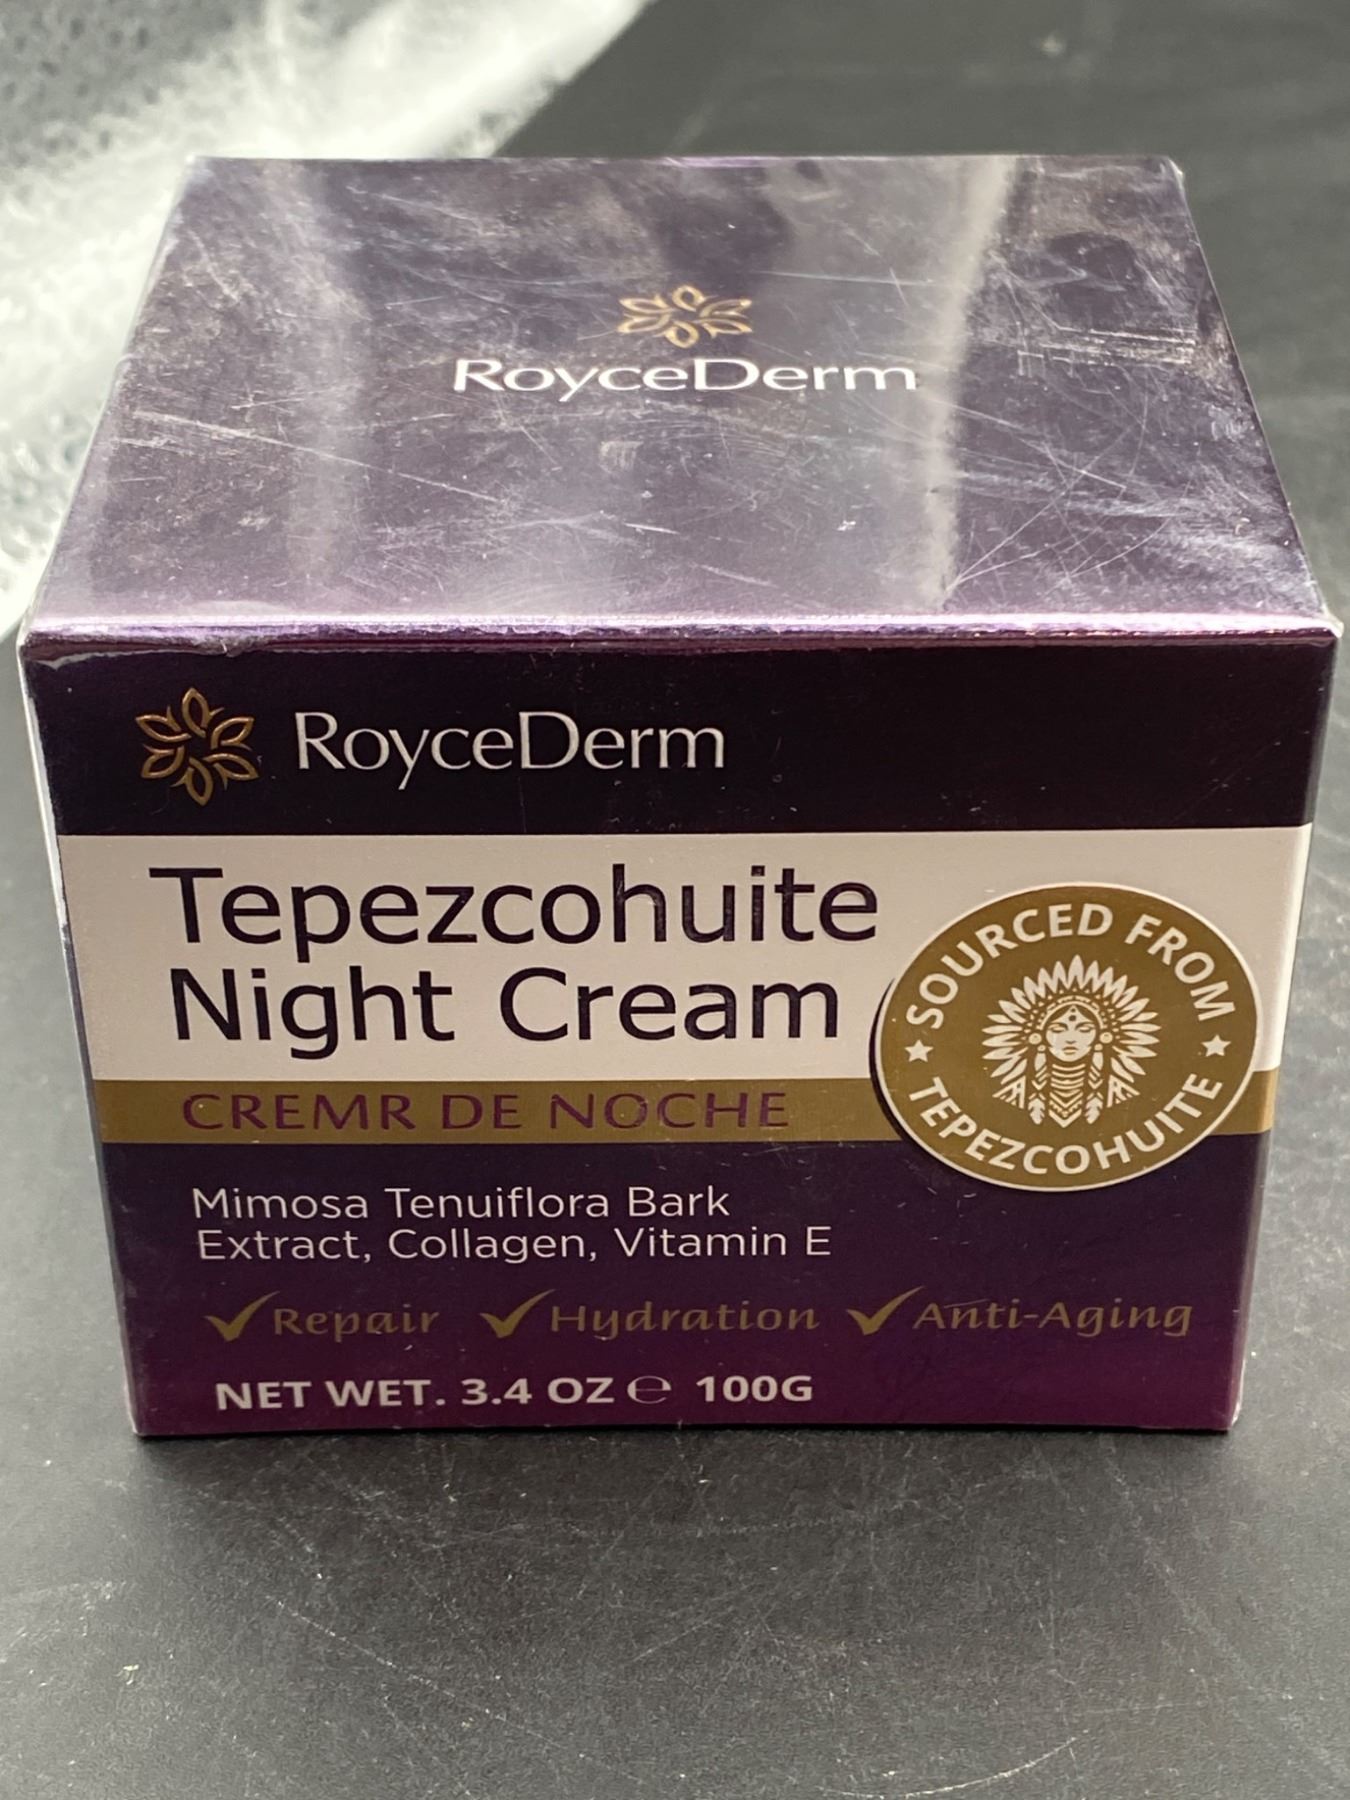 RoyceDerm
RoyceDerm
Tepezcohuite
Night Cream
CREMR DE NOCHE
SOURCED FROM
TEPEZCOHUITE
Mimosa Tenuiflora Bark
Extract, Collagen, Vitamin E
Repair Hydration Anti-Aging
NET WET. 3.4 OZ ℮ 100G